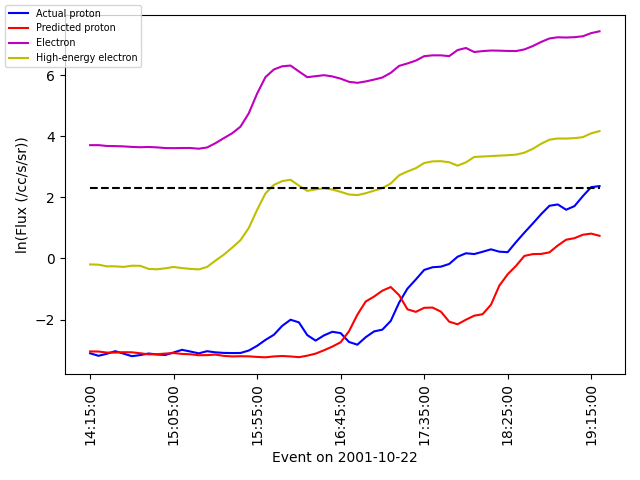 Actual proton
Predicted proton
Electron
High-energy electron
ln(Flux (/cc/s/sr))
6
4
2
0
−2
14:15:00
15:05:00
15:55:00
16:45:00
17:35:00
18:25:00
19:15:00
Event on 2001-10-22